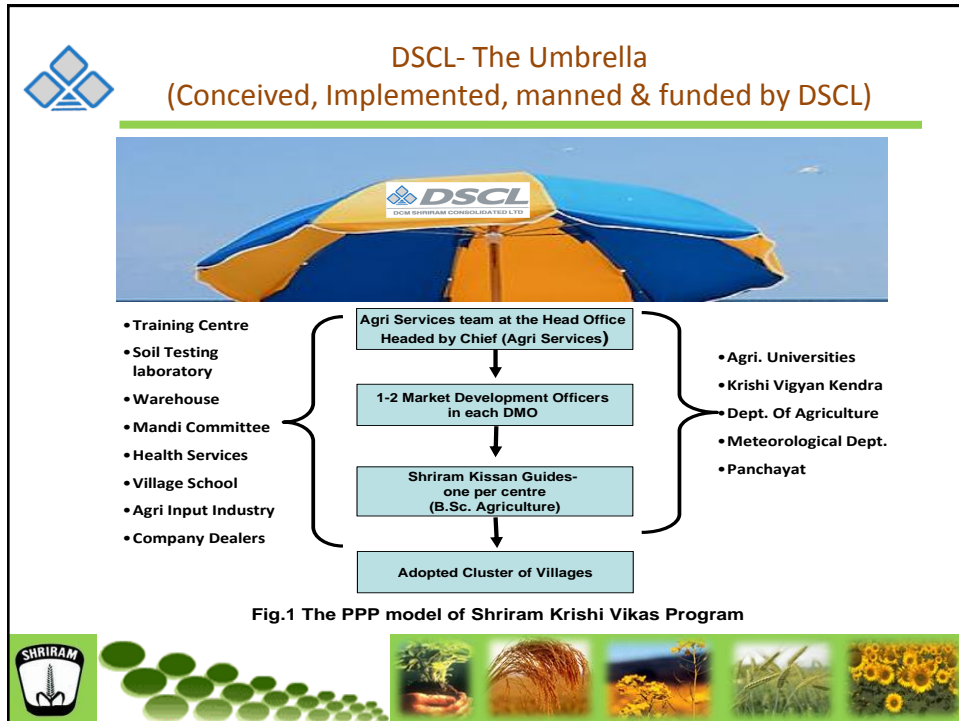 DSCL- The Umbrella
(Conceived, Implemented, manned & funded by DSCL)
DSCL
DCM SHRIRAM CONSOLIDATED LTD
• Training Centre
• Soil Testing
laboratory
• Warehouse
• Mandi Committee
• Health Services
• Village School
• Agri Input Industry
• Company Dealers
Agri Services team at the Head Office
Headed by Chief (Agri Services)
1-2 Market Development Officers
in each DMO
Shriram Kissan Guides-
one per centre
(B.Sc. Agriculture)
Adopted Cluster of Villages
• Agri. Universities
• Krishi Vigyan Kendra
• Dept. Of Agriculture
• Meteorological Dept.
• Panchayat
Fig.1 The PPP model of Shriram Krishi Vikas Program
SHRIRAM